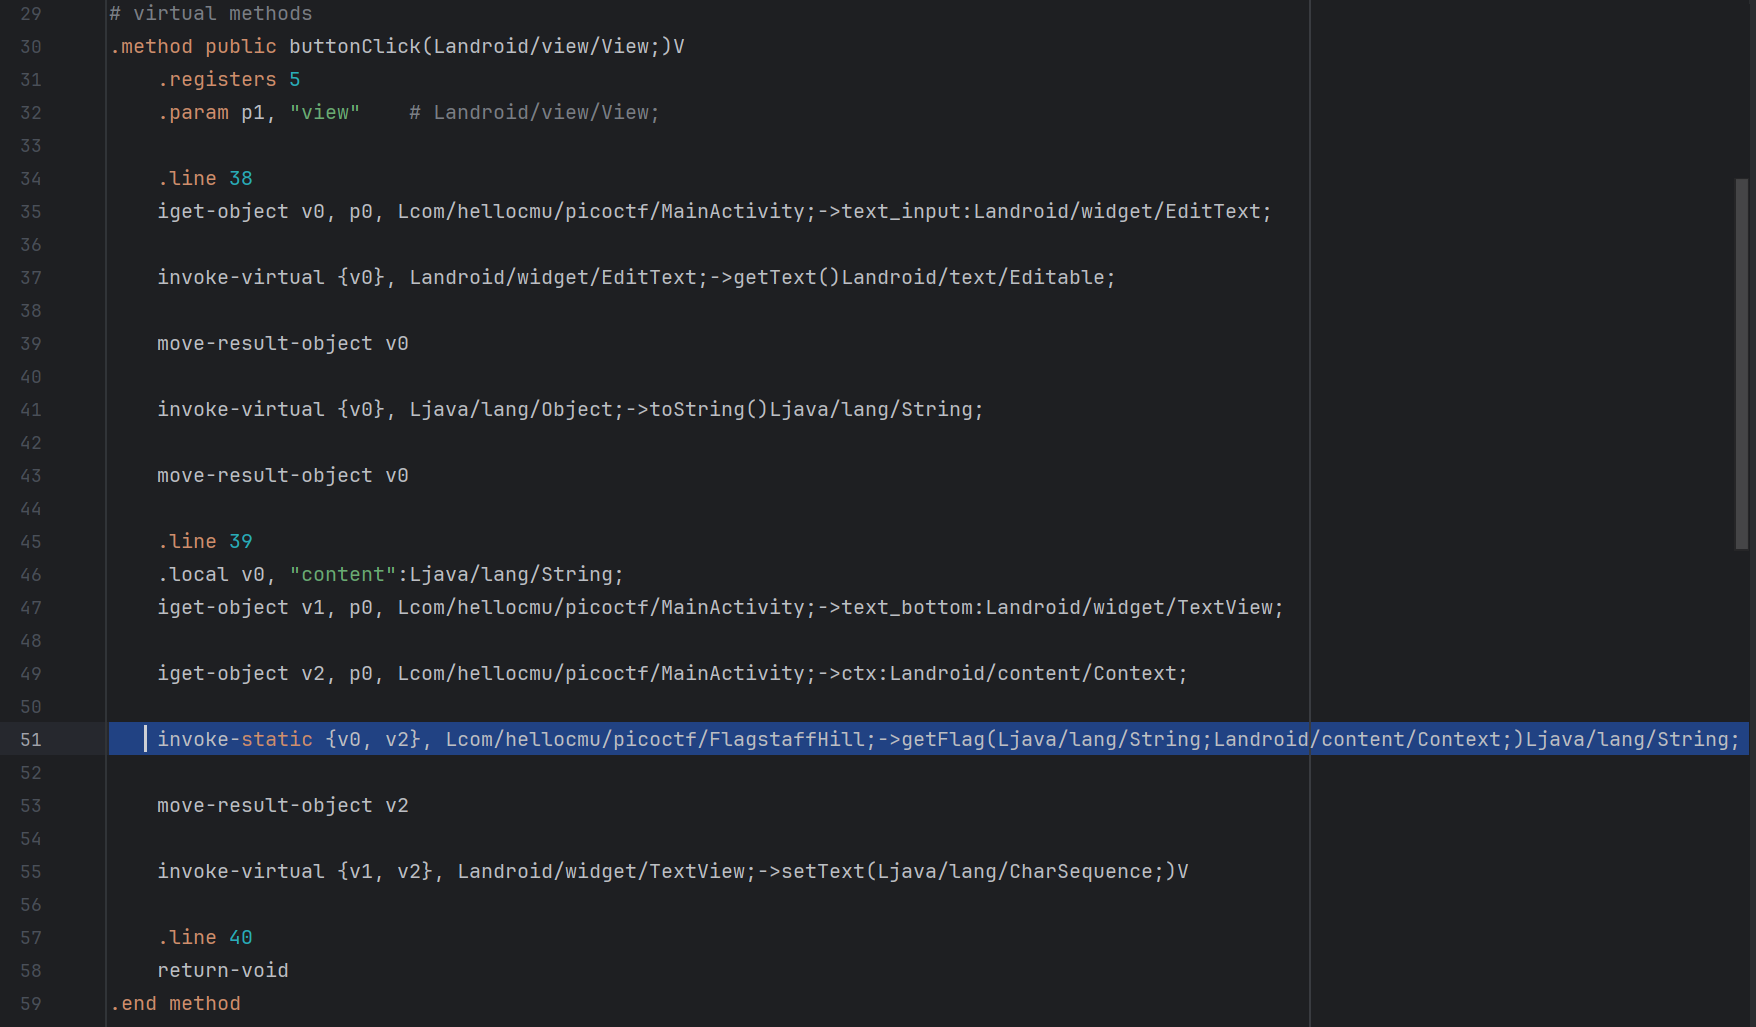 29 # virtual methods
30 .method public buttonClick(Landroid/view/View;)V
31     .registers 5
32     .param p1, "view"    # Landroid/view/View;
33
34     .line 38
35     iget-object v0, p0, Lcom/hellocmu/picoctf/MainActivity;->text_input:Landroid/widget/EditText;
36
37     invoke-virtual {v0}, Landroid/widget/EditText;->getText()Landroid/text/Editable;
38
39     move-result-object v0
40
41     invoke-virtual {v0}, Ljava/lang/Object;->toString()Ljava/lang/String;
42
43     move-result-object v0
44
45     .line 39
46     .local v0, "content":Ljava/lang/String;
47     iget-object v1, p0, Lcom/hellocmu/picoctf/MainActivity;->text_bottom:Landroid/widget/TextView;
48
49     iget-object v2, p0, Lcom/hellocmu/picoctf/MainActivity;->ctx:Landroid/content/Context;
50
51     invoke-static {v0, v2}, Lcom/hellocmu/picoctf/FlagstaffHill;->getFlag(Ljava/lang/String;Landroid/content/Context;)Ljava/lang/String;
52
53     move-result-object v2
54
55     invoke-virtual {v1, v2}, Landroid/widget/TextView;->setText(Ljava/lang/CharSequence;)V
56
57     .line 40
58     return-void
59 .end method